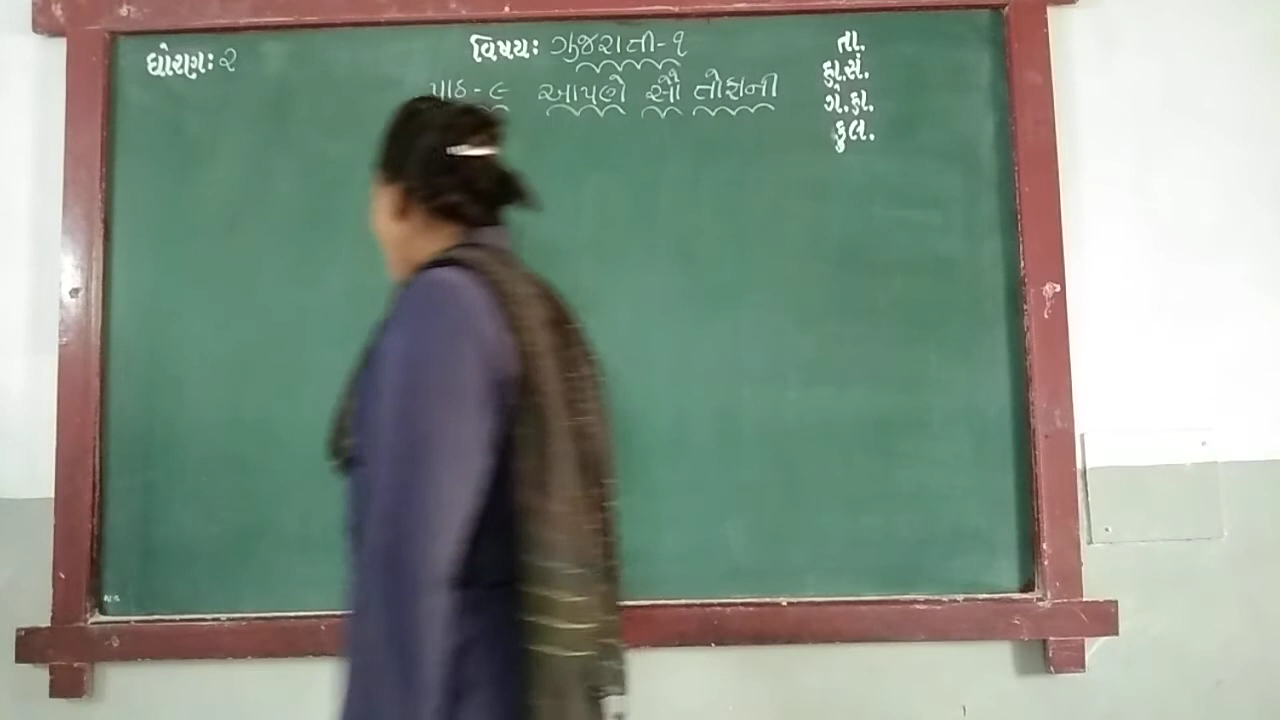 ધોરણ: ૨
વિષય: ગુજરાતી-૧
પાઠ-૯ આપણે સૌ તોફાની
તા.
હા.સં.
ગે.હા.
કુલ.